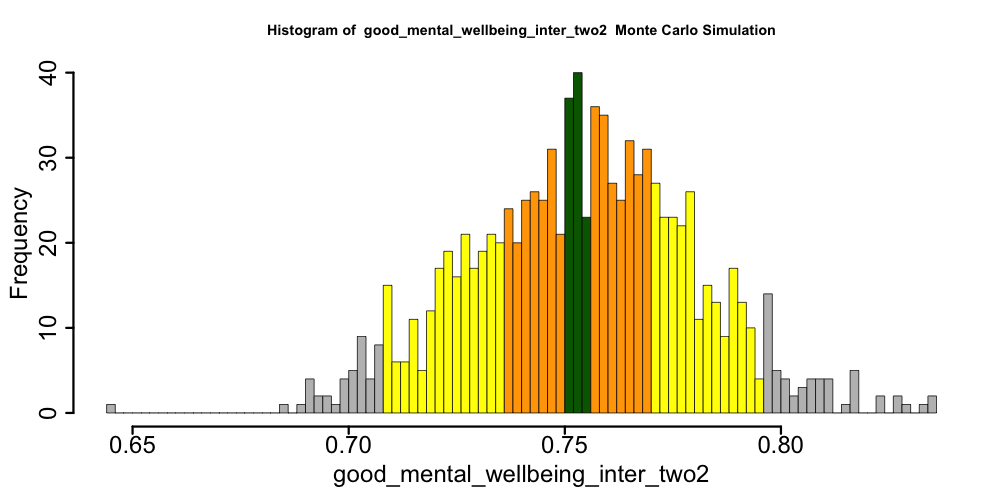 Histogram of  good_mental_wellbeing_inter_two2  Monte Carlo Simulation
40
30
20
10
0
Frequency
0.65 0.70 0.75 0.80
good_mental_wellbeing_inter_two2